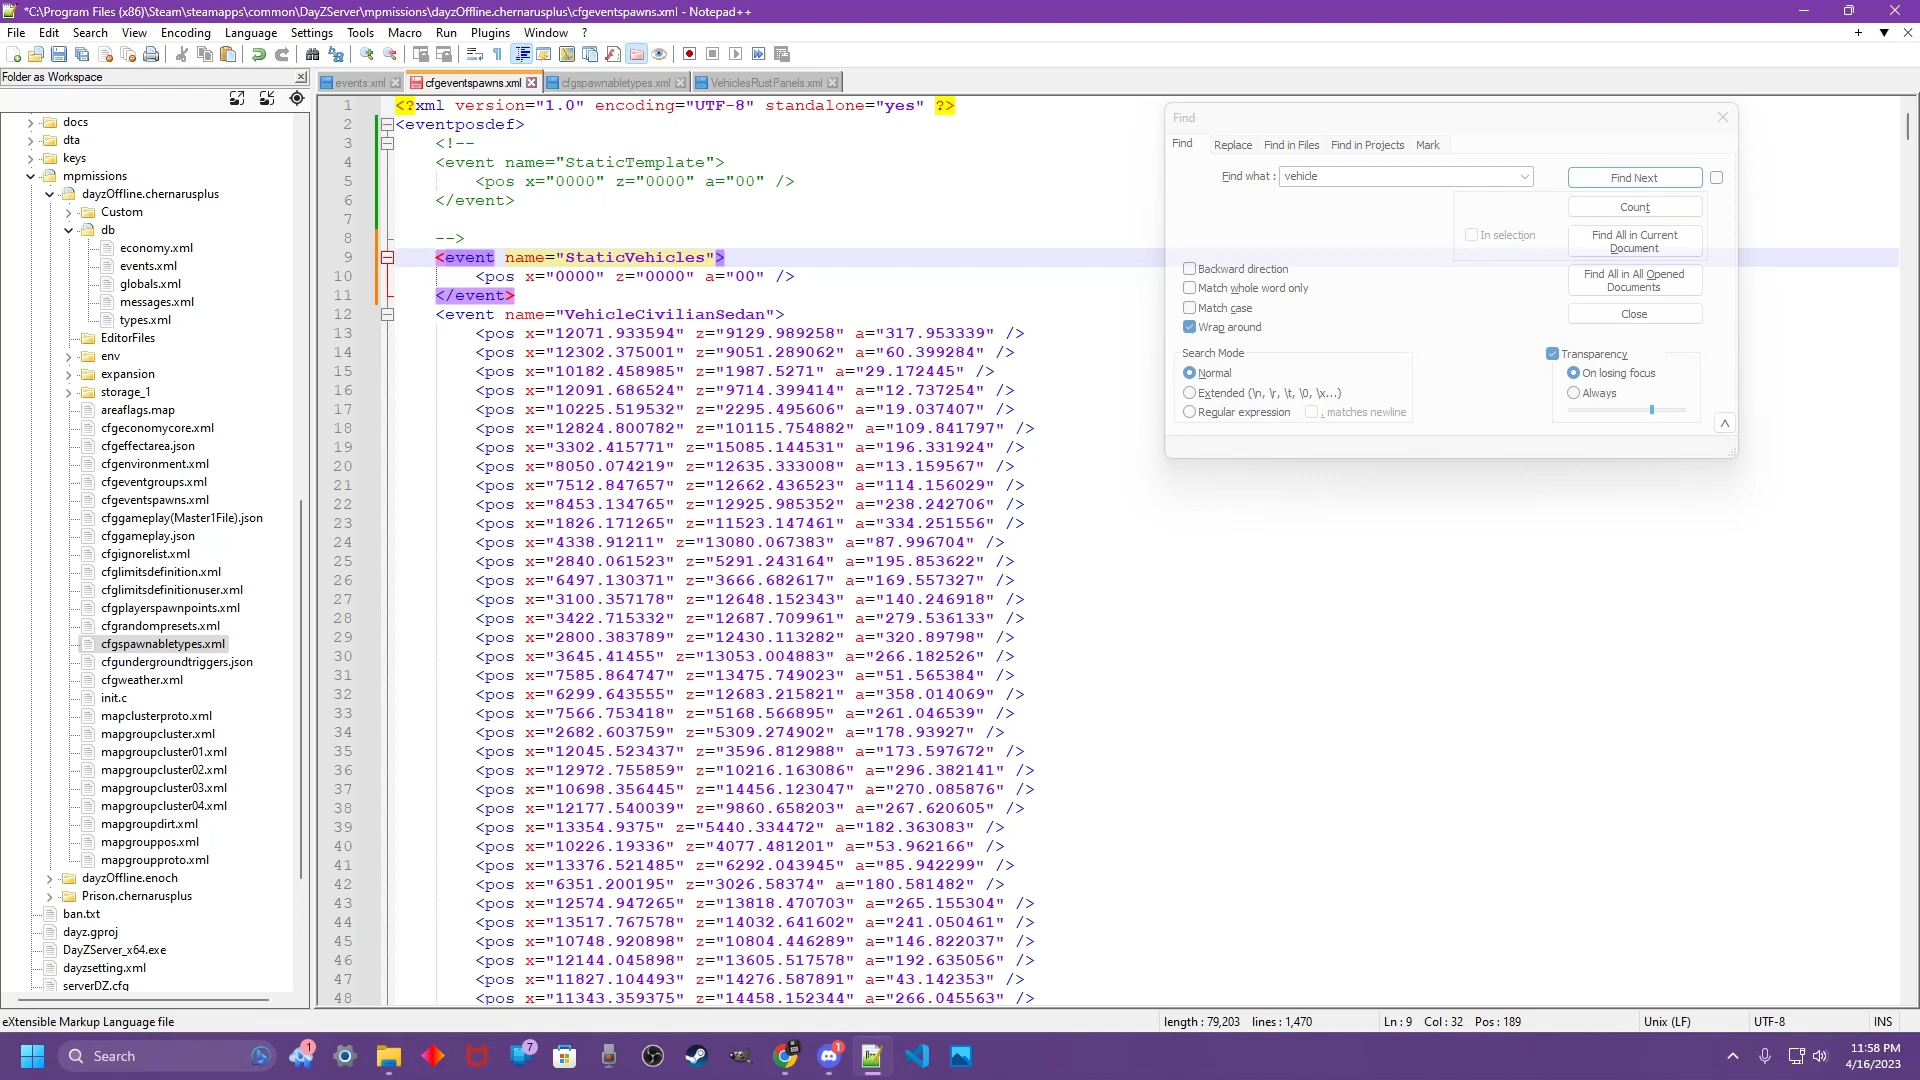 *C:\Program Files (x86)\Steam\steamapps\common\DayZServer\mpmissions\dayzOffline.chernarusplus\cfgeventspawns.xml - Notepad++
File Edit Search View Encoding Language Settings Tools Macro Run Plugins Window ?
Folder as Workspace
events.xml cfgeventspawns.xml cfgspawnabletypes.xml VehiclesRustPanels.xml
docs
dta
keys
mpmissions
dayzOffline.chernarusplus
Custom
db
economy.xml
events.xml
globals.xml
messages.xml
types.xml
EditorFiles
env
expansion
storage_1
areaflags.map
cfgeconomycore.xml
cfgeffectarea.json
cfgenvironment.xml
cfgeventgroups.xml
cfgeventspawns.xml
cfggameplay(Master1File).json
cfggameplay.json
cfgignorelist.xml
cfglimitsdefinition.xml
cfglimitsdefinitionuser.xml
cfgplayerspawnpoints.xml
cfgrandompresets.xml
cfgspawnabletypes.xml
cfgundergroundtriggers.json
cfgweather.xml
init.c
mapclusterproto.xml
mapgroupcluster.xml
mapgroupcluster01.xml
mapgroupcluster02.xml
mapgroupcluster03.xml
mapgroupcluster04.xml
mapgroupdirt.xml
mapgrouppos.xml
mapgroupproto.xml
dayzOffline.enoch
Prison.chernarusplus
ban.txt
dayz.gproj
DayZServer_x64.exe
dayzsetting.xml
serverDZ.cfg
1 <?xml version="1.0" encoding="UTF-8" standalone="yes" ?>
2 <eventposdef>
3 <!--
4 <event name="StaticTemplate">
5 <pos x="0000" z="0000" a="00" />
6 </event>
7
8 -->
9 <event name="StaticVehicles">
10 <pos x="0000" z="0000" a="00" />
11 </event>
12 <event name="VehicleCivilianSedan">
13 <pos x="12071.933594" z="9129.989258" a="317.953339" />
14 <pos x="12302.375001" z="9051.289062" a="60.399284" />
15 <pos x="10182.458985" z="1987.5271" a="29.172445" />
16 <pos x="12091.686524" z="9714.399414" a="12.737254" />
17 <pos x="10225.519532" z="2295.495606" a="19.037407" />
18 <pos x="12824.800782" z="10115.754882" a="109.841797" />
19 <pos x="3302.415771" z="15085.144531" a="196.331924" />
20 <pos x="8050.074219" z="12635.333008" a="13.159567" />
21 <pos x="7512.847657" z="12662.436523" a="114.156029" />
22 <pos x="8453.134765" z="12925.985352" a="238.242706" />
23 <pos x="1826.171265" z="11523.147461" a="334.251556" />
24 <pos x="4338.91211" z="13080.067383" a="87.996704" />
25 <pos x="2840.061523" z="5291.243164" a="195.853622" />
26 <pos x="6497.130371" z="3666.682617" a="169.557327" />
27 <pos x="3100.357178" z="12648.152343" a="140.246918" />
28 <pos x="3422.715332" z="12687.709961" a="279.536133" />
29 <pos x="2800.383789" z="12430.113282" a="320.89798" />
30 <pos x="3645.41455" z="13053.004883" a="266.182526" />
31 <pos x="7585.864747" z="13475.749023" a="51.565384" />
32 <pos x="6299.643555" z="12683.215821" a="358.014069" />
33 <pos x="7566.753418" z="5168.566895" a="261.046539" />
34 <pos x="2682.603759" z="5309.274902" a="178.93927" />
35 <pos x="12045.523437" z="3596.812988" a="173.597672" />
36 <pos x="12972.755859" z="10216.163086" a="296.382141" />
37 <pos x="10698.356445" z="14456.123047" a="270.085876" />
38 <pos x="12177.540039" z="9860.658203" a="267.620605" />
39 <pos x="13354.9375" z="5440.334472" a="182.363083" />
40 <pos x="10226.19336" z="4077.481201" a="53.962166" />
41 <pos x="13376.521485" z="6292.043945" a="85.942299" />
42 <pos x="6351.200195" z="3026.58374" a="180.581482" />
43 <pos x="12574.947265" z="13818.470703" a="265.155304" />
44 <pos x="13517.767578" z="14032.641602" a="241.050461" />
45 <pos x="10748.920898" z="10804.446289" a="146.822037" />
46 <pos x="12144.045898" z="13605.517578" a="192.635056" />
47 <pos x="11827.104493" z="14276.587891" a="43.142353" />
48 <pos x="11343.359375" z="14458.152344" a="266.045563" />
Find
Find Replace Find in Files Find in Projects Mark
Find what : vehicle
Find Next
Count
In selection
Find All in Current Document
Find All in All Opened Documents
Close
Backward direction
Match whole word only
Match case
Wrap around
Search Mode
Normal
Extended (\n, \r, \t, \0, \x...)
Regular expression
. matches newline
Transparency
On losing focus
Always
eXtensible Markup Language file
length : 79,203 lines : 1,470
Ln : 9 Col : 32 Pos : 189
Unix (LF)
UTF-8
INS
Search
1
7
1
11:58 PM
4/16/2023